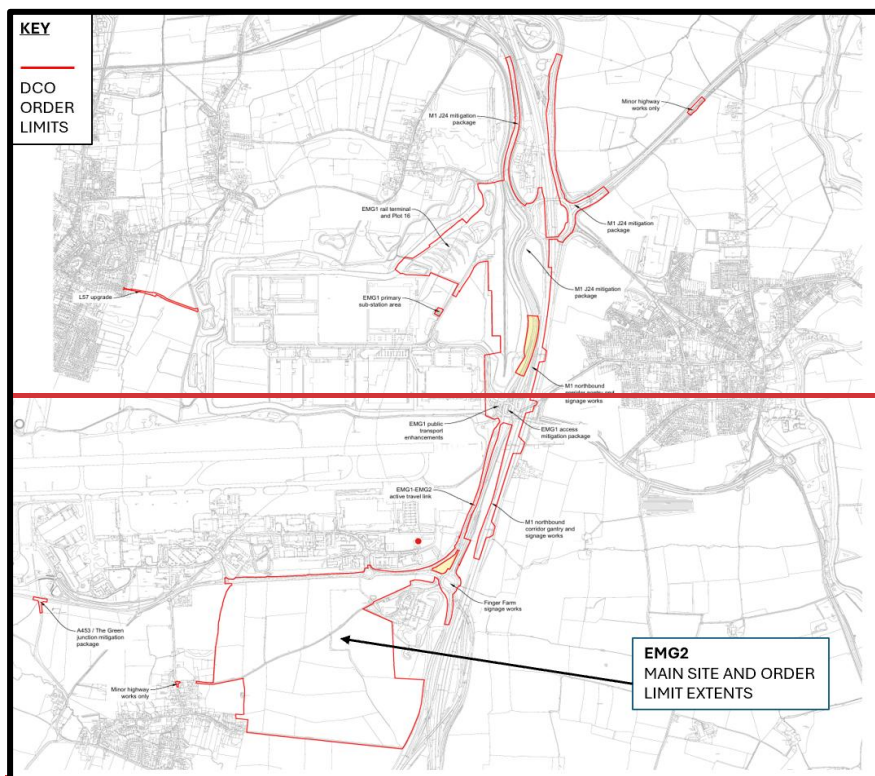 KEY
DCO
ORDER
LIMITS
M1 J24 mitigation
package
Minor highway
works only
EMG1 rail terminal
and Plot 16
M1 J24 mitigation
package
L57 upgrade
M1 J24 mitigation
package
EMG1 primary
sub-station area
M1 northbound
corridor gantry and
signage works
EMG1 public
transport
enhancements
EMG1 access
mitigation package
EMG1-EMG2
active travel link
M1 northbound
corridor gantry and
signage works
Finger Farm
signage works
A453 / The Green
junction mitigation
package
Minor highway
works only
EMG2
MAIN SITE AND ORDER
LIMIT EXTENTS